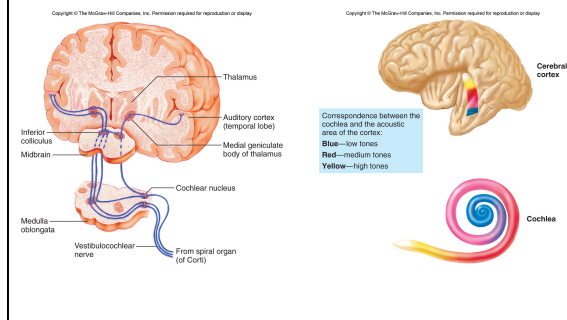 Copyright © The McGraw-Hill Companies, Inc. Permission required for reproduction or display
Thalamus
Auditory cortex
(temporal lobe)
Inferior
colliculus
Medial geniculate
body of thalamus
Midbrain
Cochlear nucleus
Medulla
oblongata
Vestibulocochlear
nerve
From spiral organ
(of Corti)
Copyright © The McGraw-Hill Companies, Inc. Permission required for reproduction or display
Cerebral
cortex
Correspondence between the
cochlea and the acoustic
area of the cortex:
Blue—low tones
Red—medium tones
Yellow—high tones
Cochlea